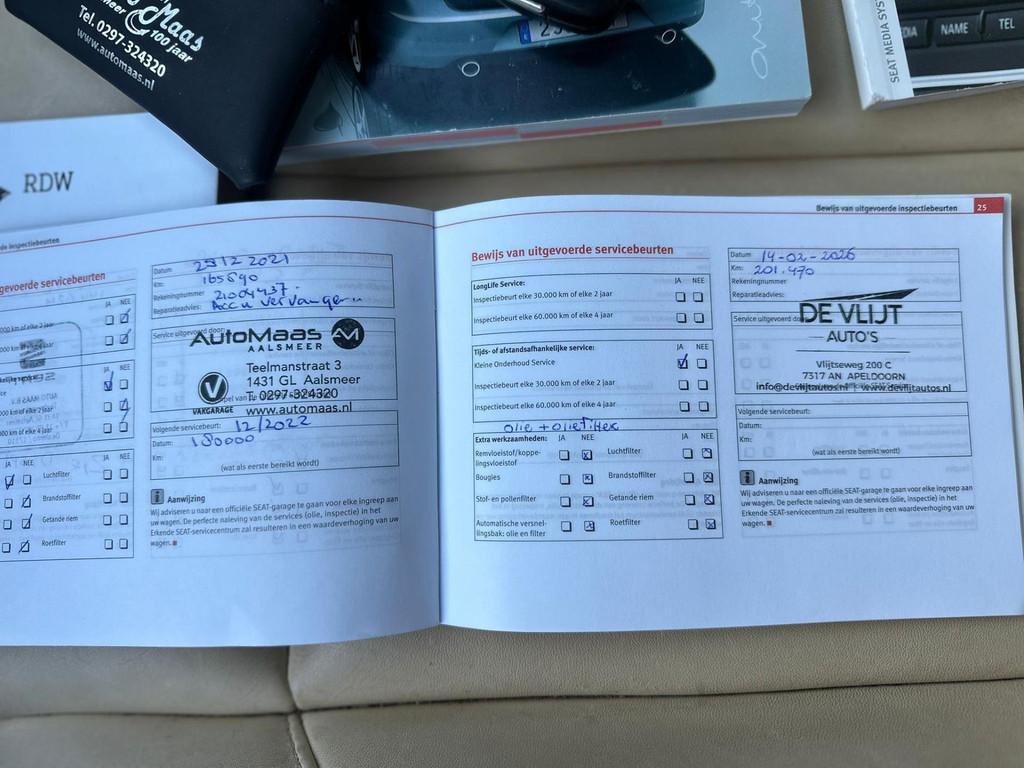 Maas
100 jaar
Tel. 0297-324320
www.automaas.nl
SEAT MEDIA SYS
NAME
TEL
RDW
inspectiebeurten
servicebeurten
JA NEE
JA NEE
JA NEE
Luchtfilter
Brandstoffilter
Getande riem
Roetfilter
JA NEE
Datum 29 12 2021
Km: 165890
Rekeningnummer 21004437.
Reparatieadvies: Accu vervangen..
Service uitgevoerd door:
AutoMaas
AALSMEER
Teelmanstraat 3
1431 GL Aalsmeer
T. 0297-324320
VAKGARAGE www.automaas.nl
Volgende servicebeurt: 12/2022
Datum: 180000
Km:
(wat als eerste bereikt wordt)
Aanwijzing
Wij adviseren u naar een officiële SEAT-garage te gaan voor elke ingreep aan
uw wagen. De perfecte naleving van de services (olie, inspectie) in het
Erkende SEAT-servicecentrum zal resulteren in een waardeverhoging van uw
wagen.
Bewijs van uitgevoerde inspectiebeurten 25
Bewijs van uitgevoerde servicebeurten
LongLife Service: JA NEE
Inspectiebeurt elke 30.000 km of elke 2 jaar
Inspectiebeurt elke 60.000 km of elke 4 jaar
Tijds- of afstandsafhankelijke service: JA NEE
Kleine Onderhoud Service
Inspectiebeurt elke 30.000 km of elke 2 jaar
Inspectiebeurt elke 60.000 km of elke 4 jaar
olie + oliefilter
Extra werkzaamheden: JA NEE JA NEE
Remvloeistof/koppe-
lingsvloeistof
Luchtfilter
Bougies
Brandstoffilter
Stof- en pollenfilter
Getande riem
Automatische versnel-
lingsbak: olie en filter
Roetfilter
Datum 14-02-2026
Km: 201.470
Rekeningnummer
Reparatieadvies:
Service uitgevoerd door
DE VLIJT
AUTO'S
Vlijtseweg 200 C
7317 AN APELDOORN
info@devlijtautos.nl | www.devlijtautos.nl
Volgende servicebeurt:
Datum:
Km:
(wat als eerste bereikt wordt)
Aanwijzing
Wij adviseren u naar een officiële SEAT-garage te gaan voor elke ingreep aan
uw wagen. De perfecte naleving van de services (olie, inspectie) in het
Erkende SEAT-servicecentrum zal resulteren in een waardeverhoging van uw
wagen.